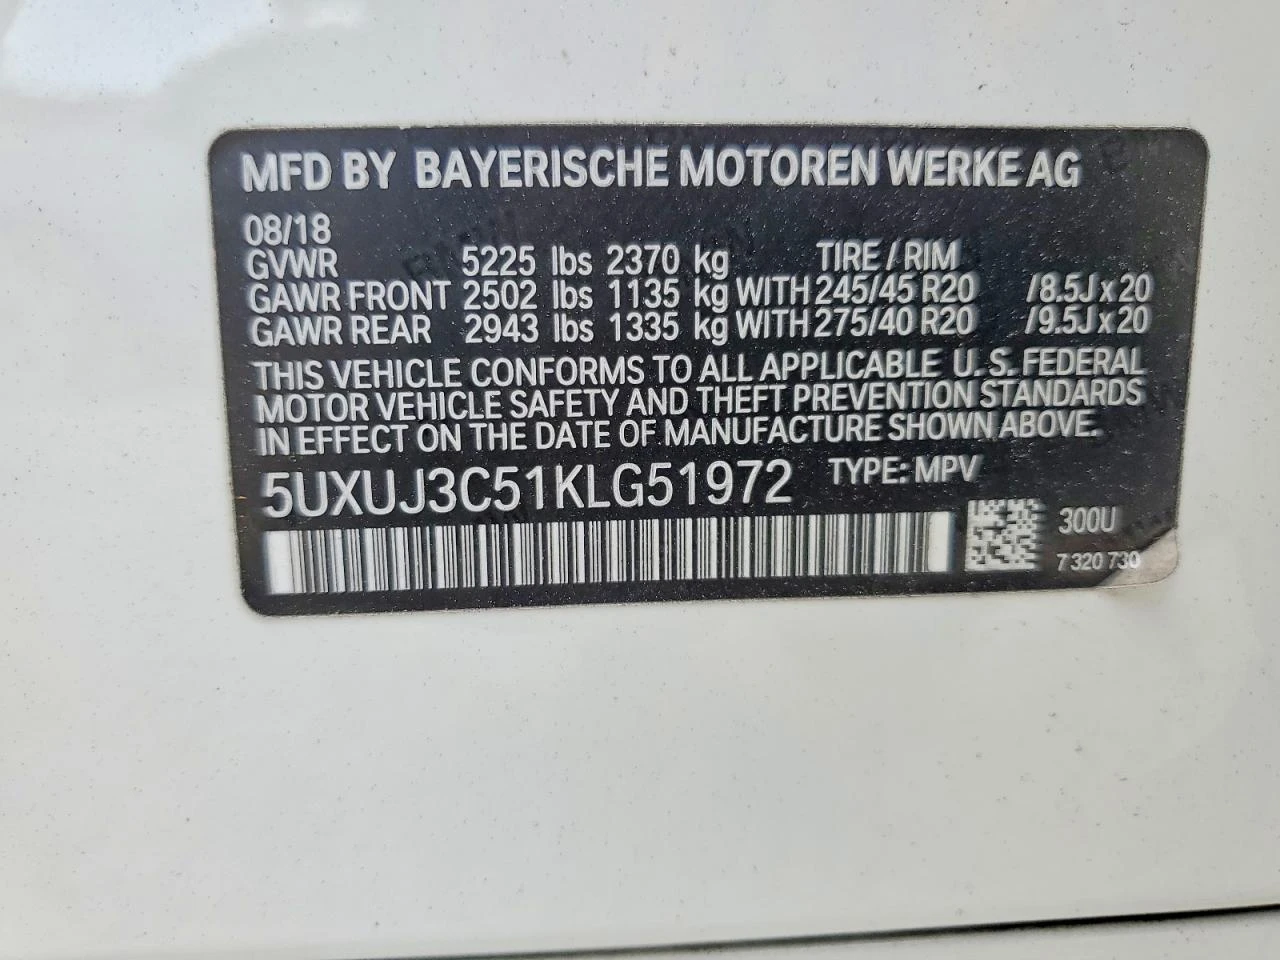 MFD BY BAYERISCHE MOTOREN WERKE AG
08/18
GVWR 5225 lbs 2370 kg TIRE / RIM
GAWR FRONT 2502 lbs 1135 kg WITH 245/45 R20 /8.5J x 20
GAWR REAR 2943 lbs 1335 kg WITH 275/40 R20 /9.5J x 20
THIS VEHICLE CONFORMS TO ALL APPLICABLE U.S. FEDERAL
MOTOR VEHICLE SAFETY AND THEFT PREVENTION STANDARDS
IN EFFECT ON THE DATE OF MANUFACTURE SHOWN ABOVE.
5UXUJ3C51KLG51972 TYPE: MPV
300U
7 320 730